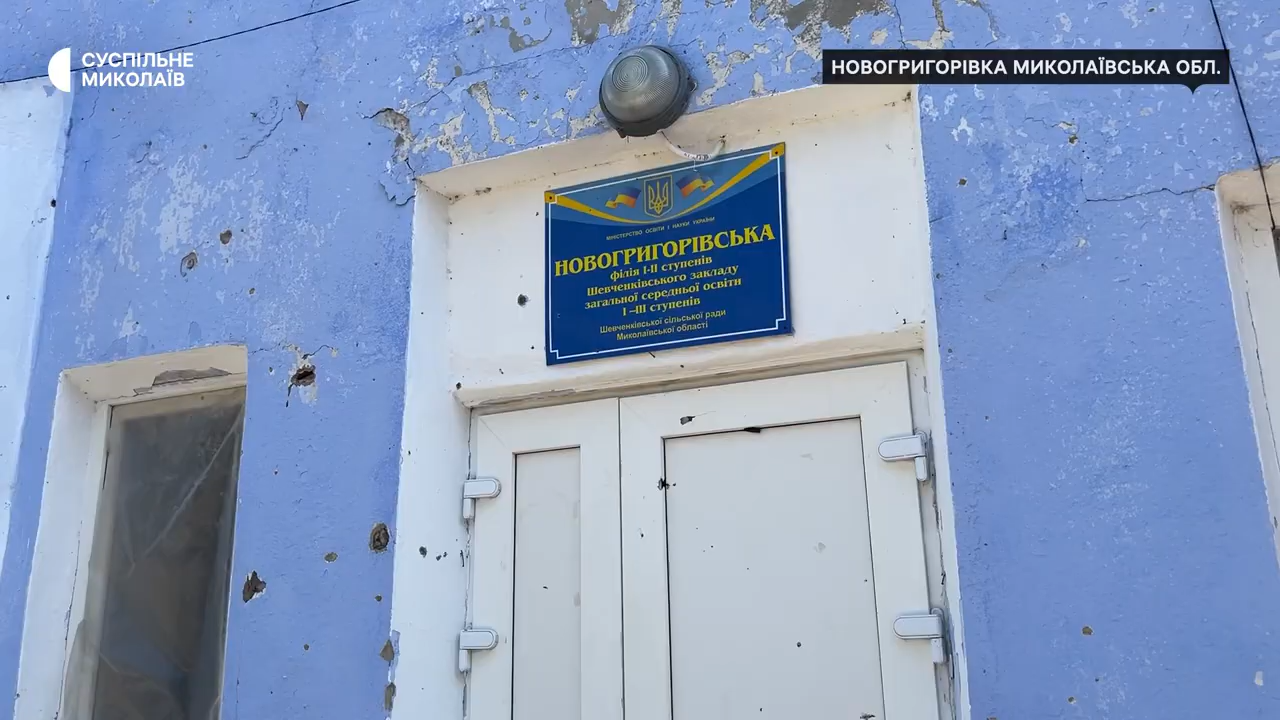 СУСПІЛЬНЕ
МИКОЛАЇВ
НОВОГРИГОРІВКА МИКОЛАЇВСЬКА ОБЛ.
МІНІСТЕРСТВО ОСВІТИ І НАУКИ УКРАЇНИ
НОВОГРИГОРІВСЬКА
філія І-ІІ ступенів
Шевченківського закладу
загальної середньої освіти
І –ІІІ ступенів
Шевченківської сільської ради
Миколаївської області